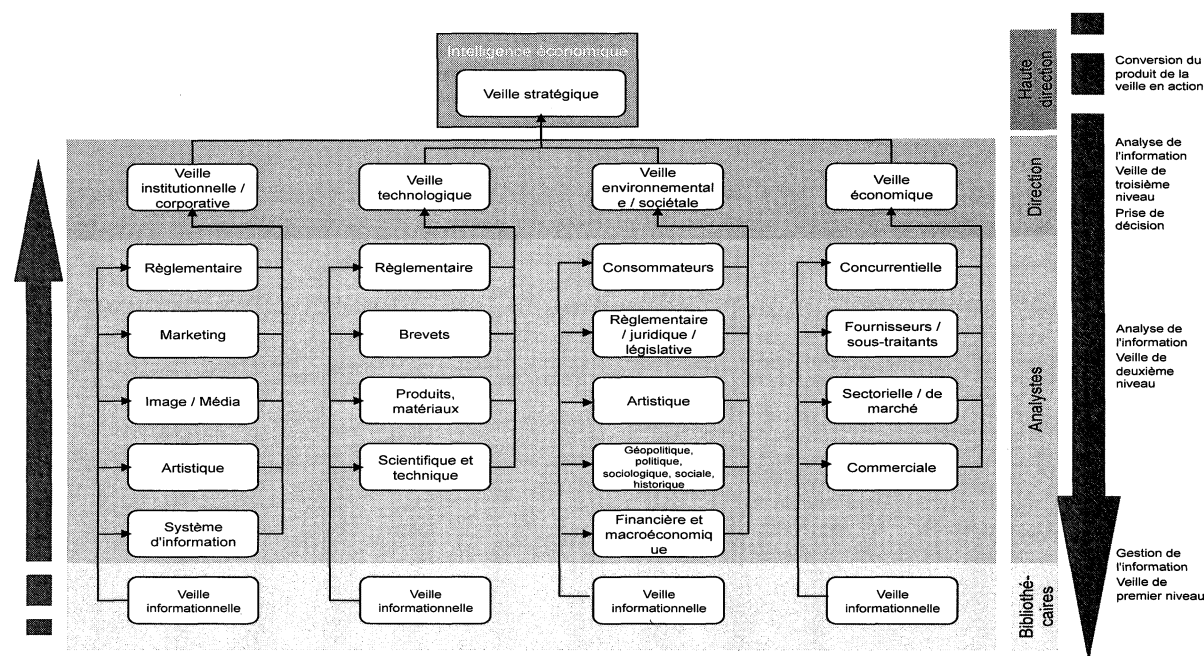 Intelligence économique
Veille stratégique
Haute
direction
Conversion du
produit de la
veille en action
Veille
institutionnelle /
corporative
Veille
technologique
Veille
environnemental
e / sociétale
Veille
économique
Direction
Analyse de
l'information
Veille de
troisième
niveau
Prise de
décision
Règlementaire
Marketing
Image / Média
Artistique
Système
d'information
Règlementaire
Brevets
Produits,
matériaux
Scientifique et
technique
Consommateurs
Règlementaire
/ juridique /
législative
Artistique
Géopolitique,
politique,
sociologique, sociale,
historique
Financière et
macroéconomiq
ue
Concurrentielle
Fournisseurs /
sous-traitants
Sectorielle / de
marché
Commerciale
Analystes
Analyse de
l'information
Veille de
deuxième
niveau
Veille
informationnelle
Veille
informationnelle
Veille
informationnelle
Veille
informationnelle
Bibliothé-
caires
Gestion de
l'information
Veille de
premier niveau